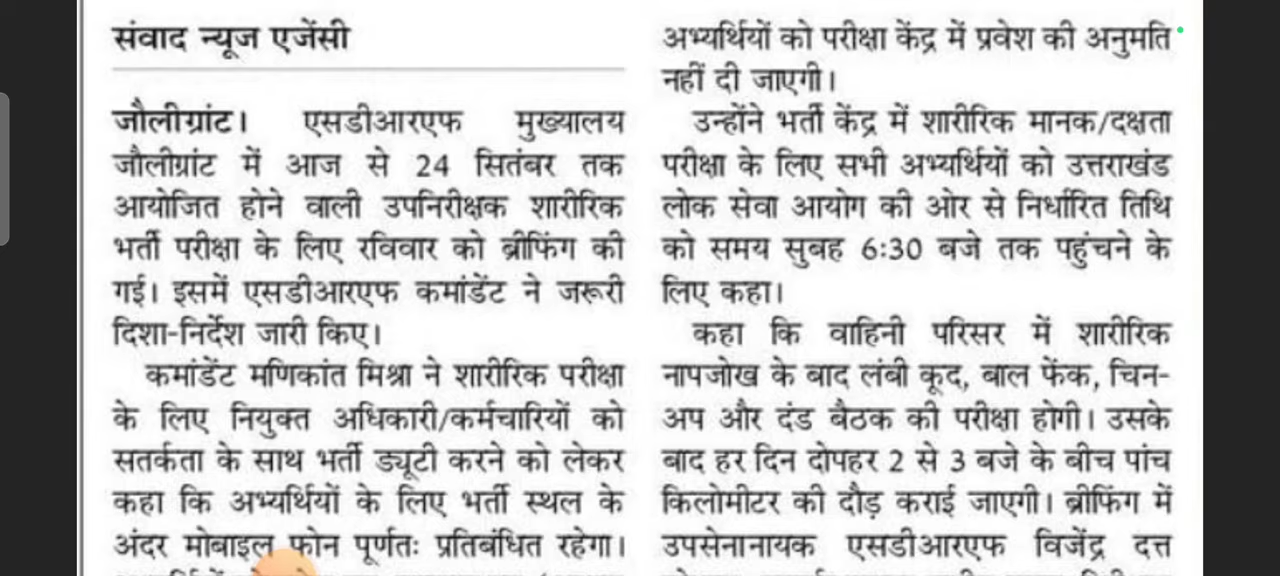 संवाद न्यूज एजेंसी
जौलीग्रांट। एसडीआरएफ मुख्यालय
जौलीग्रांट में आज से 24 सितंबर तक
आयोजित होने वाली उपनिरीक्षक शारीरिक
भर्ती परीक्षा के लिए रविवार को ब्रीफिंग की
गई। इसमें एसडीआरएफ कमांडेंट ने जरूरी
दिशा-निर्देश जारी किए।
कमांडेंट मणिकांत मिश्रा ने शारीरिक परीक्षा
के लिए नियुक्त अधिकारी/कर्मचारियों को
सतर्कता के साथ भर्ती ड्यूटी करने को लेकर
कहा कि अभ्यर्थियों के लिए भर्ती स्थल के
अंदर मोबाइल फोन पूर्णतः प्रतिबंधित रहेगा।
अभ्यर्थियों को परीक्षा केंद्र में प्रवेश की अनुमति
नहीं दी जाएगी।
उन्होंने भर्ती केंद्र में शारीरिक मानक/दक्षता
परीक्षा के लिए सभी अभ्यर्थियों को उत्तराखंड
लोक सेवा आयोग की ओर से निर्धारित तिथि
को समय सुबह 6:30 बजे तक पहुंचने के
लिए कहा।
कहा कि वाहिनी परिसर में शारीरिक
नापजोख के बाद लंबी कूद, बाल फेंक, चिन-
अप और दंड बैठक की परीक्षा होगी। उसके
बाद हर दिन दोपहर 2 से 3 बजे के बीच पांच
किलोमीटर की दौड़ कराई जाएगी। ब्रीफिंग में
उपसेनानायक एसडीआरएफ विजेंद्र दत्त